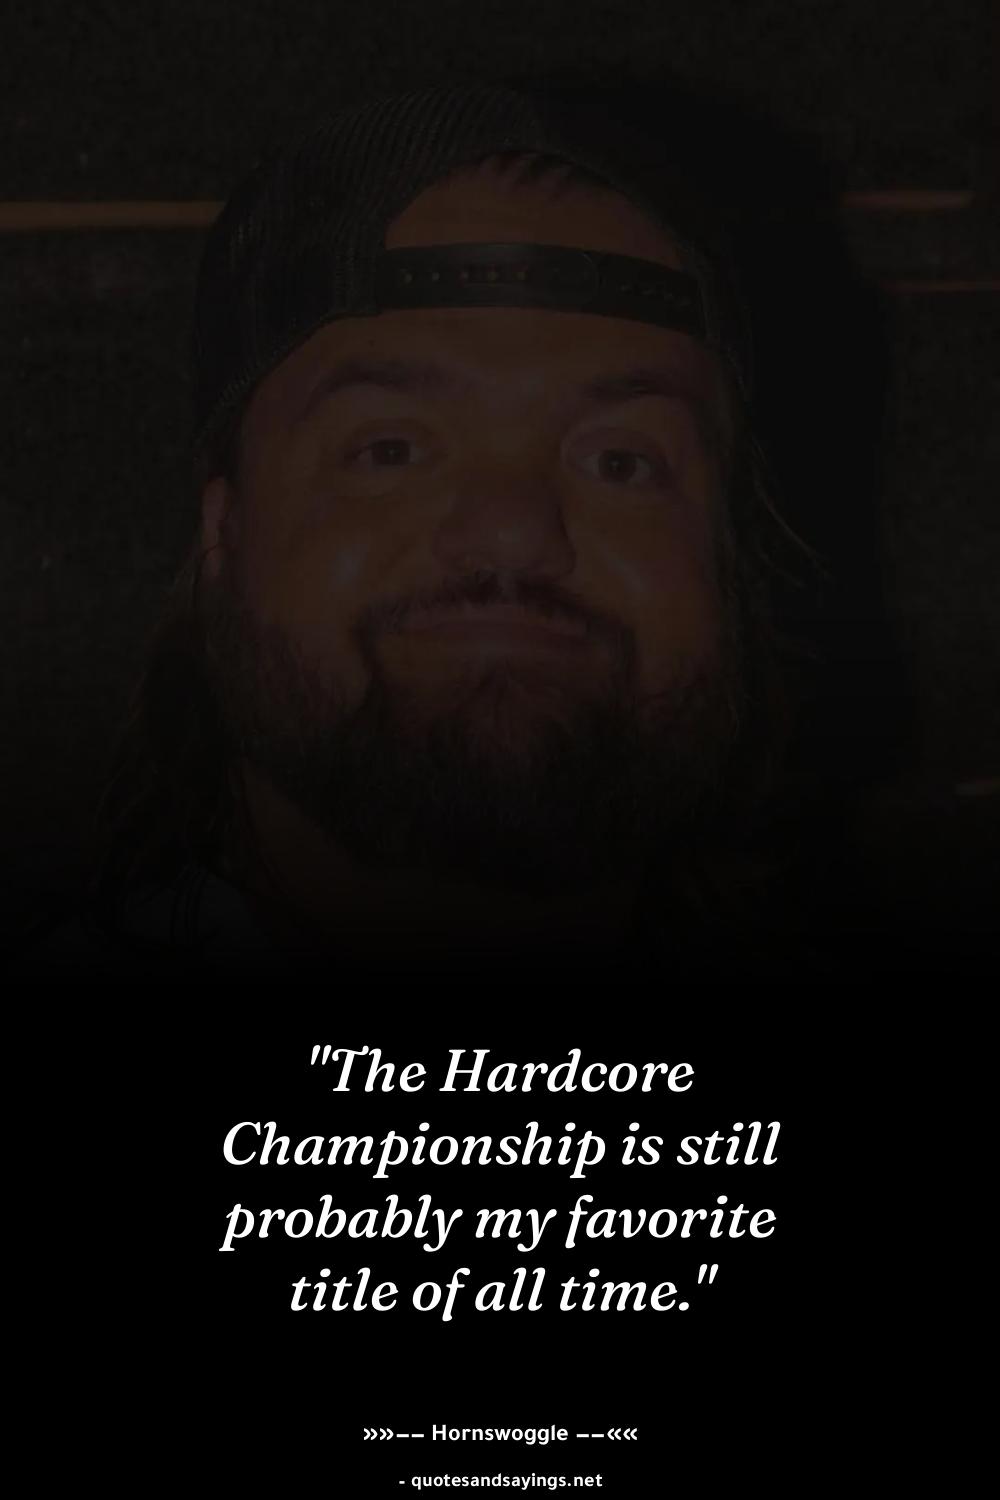 "The Hardcore
Championship is still
probably my favorite
title of all time."
»»−− Hornswoggle −−««
- quotesandsayings.net